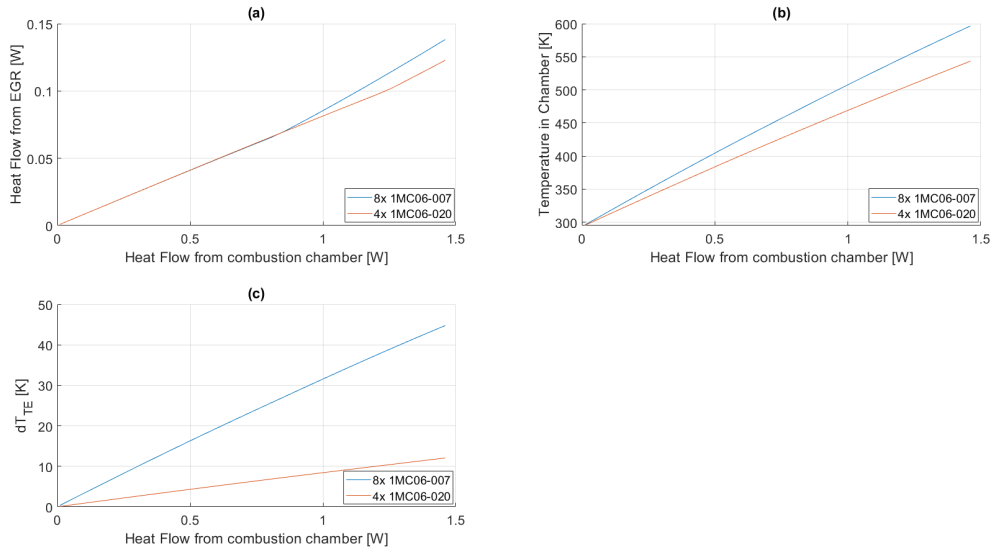 (a)
0.15
0.1
0.05
0
Heat Flow from EGR [W]
0 0.5 1 1.5
Heat Flow from combustion chamber [W]
8x 1MC06-007
4x 1MC06-020
(b)
600
550
500
450
400
350
300
Temperature in Chamber [K]
0 0.5 1 1.5
Heat Flow from combustion chamber [W]
8x 1MC06-007
4x 1MC06-020
(c)
50
40
30
20
10
0
dT_TE [K]
0 0.5 1 1.5
Heat Flow from combustion chamber [W]
8x 1MC06-007
4x 1MC06-020